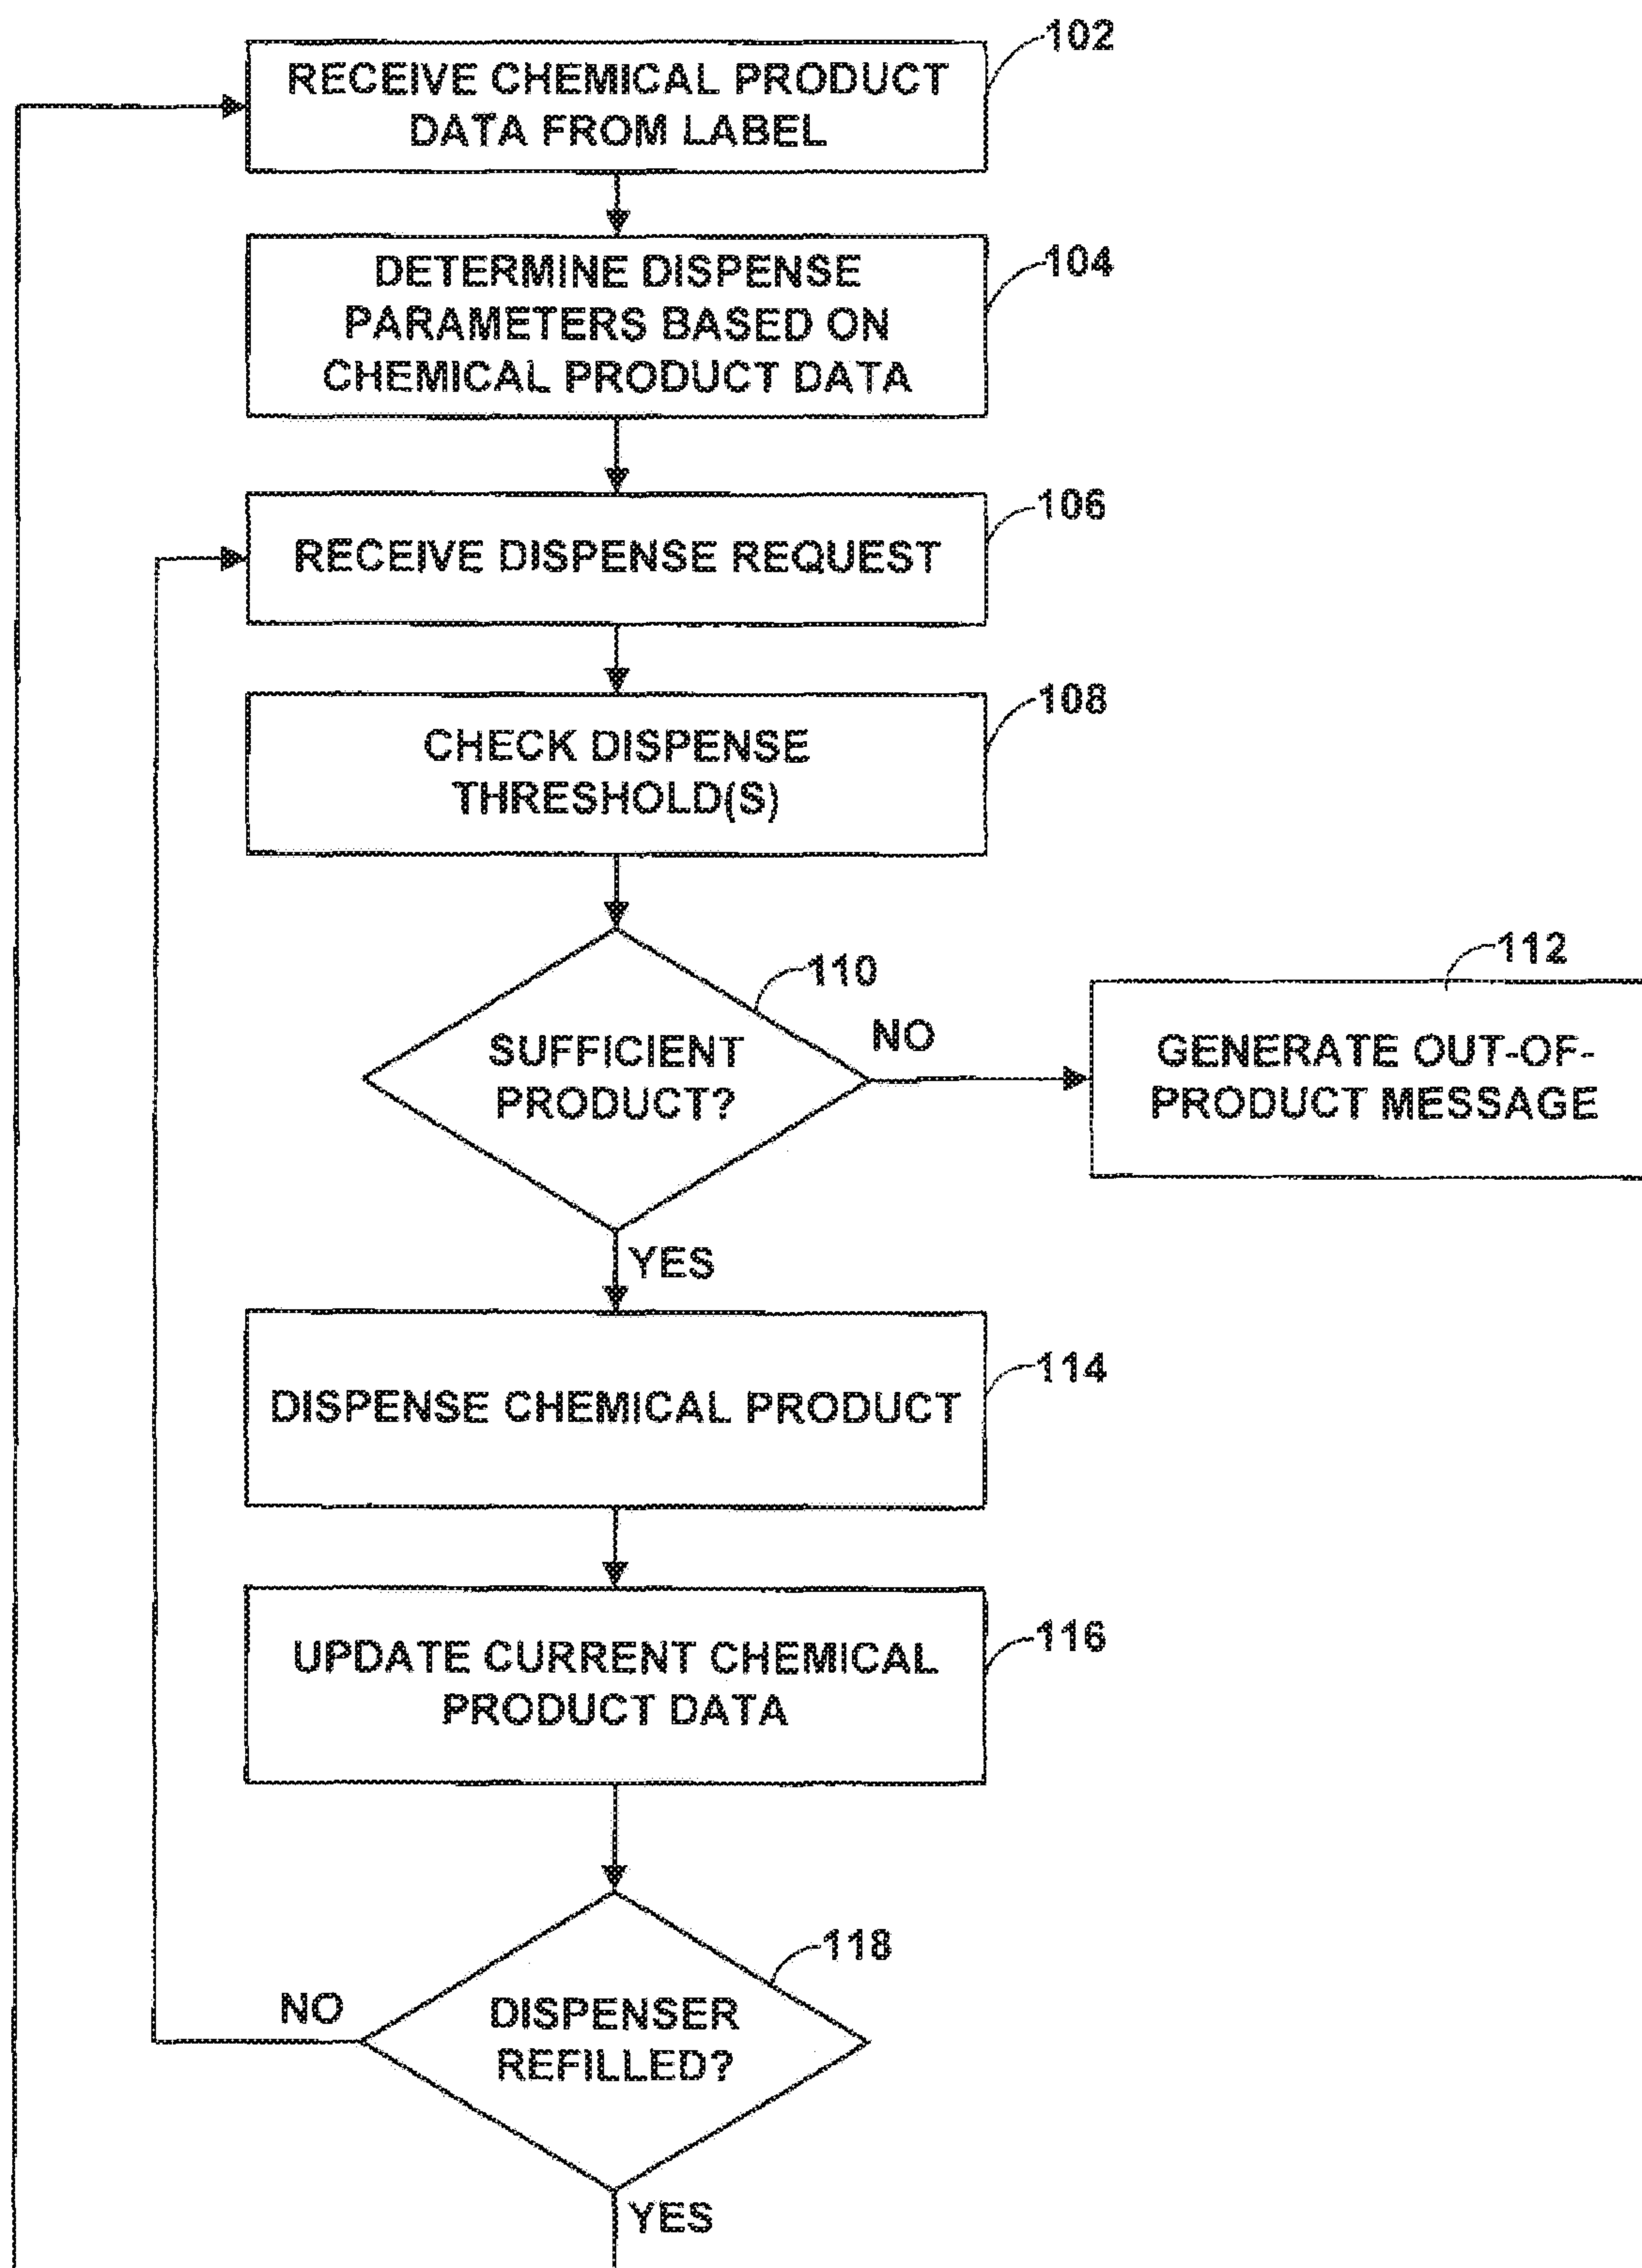 102
RECEIVE CHEMICAL PRODUCT
DATA FROM LABEL
104
DETERMINE DISPENSE
PARAMETERS BASED ON
CHEMICAL PRODUCT DATA
106
RECEIVE DISPENSE REQUEST
108
CHECK DISPENSE
THRESHOLD(S)
110
SUFFICIENT
PRODUCT?
NO
112
GENERATE OUT-OF-
PRODUCT MESSAGE
YES
114
DISPENSE CHEMICAL PRODUCT
116
UPDATE CURRENT CHEMICAL
PRODUCT DATA
118
NO
DISPENSER
REFILLED?
YES